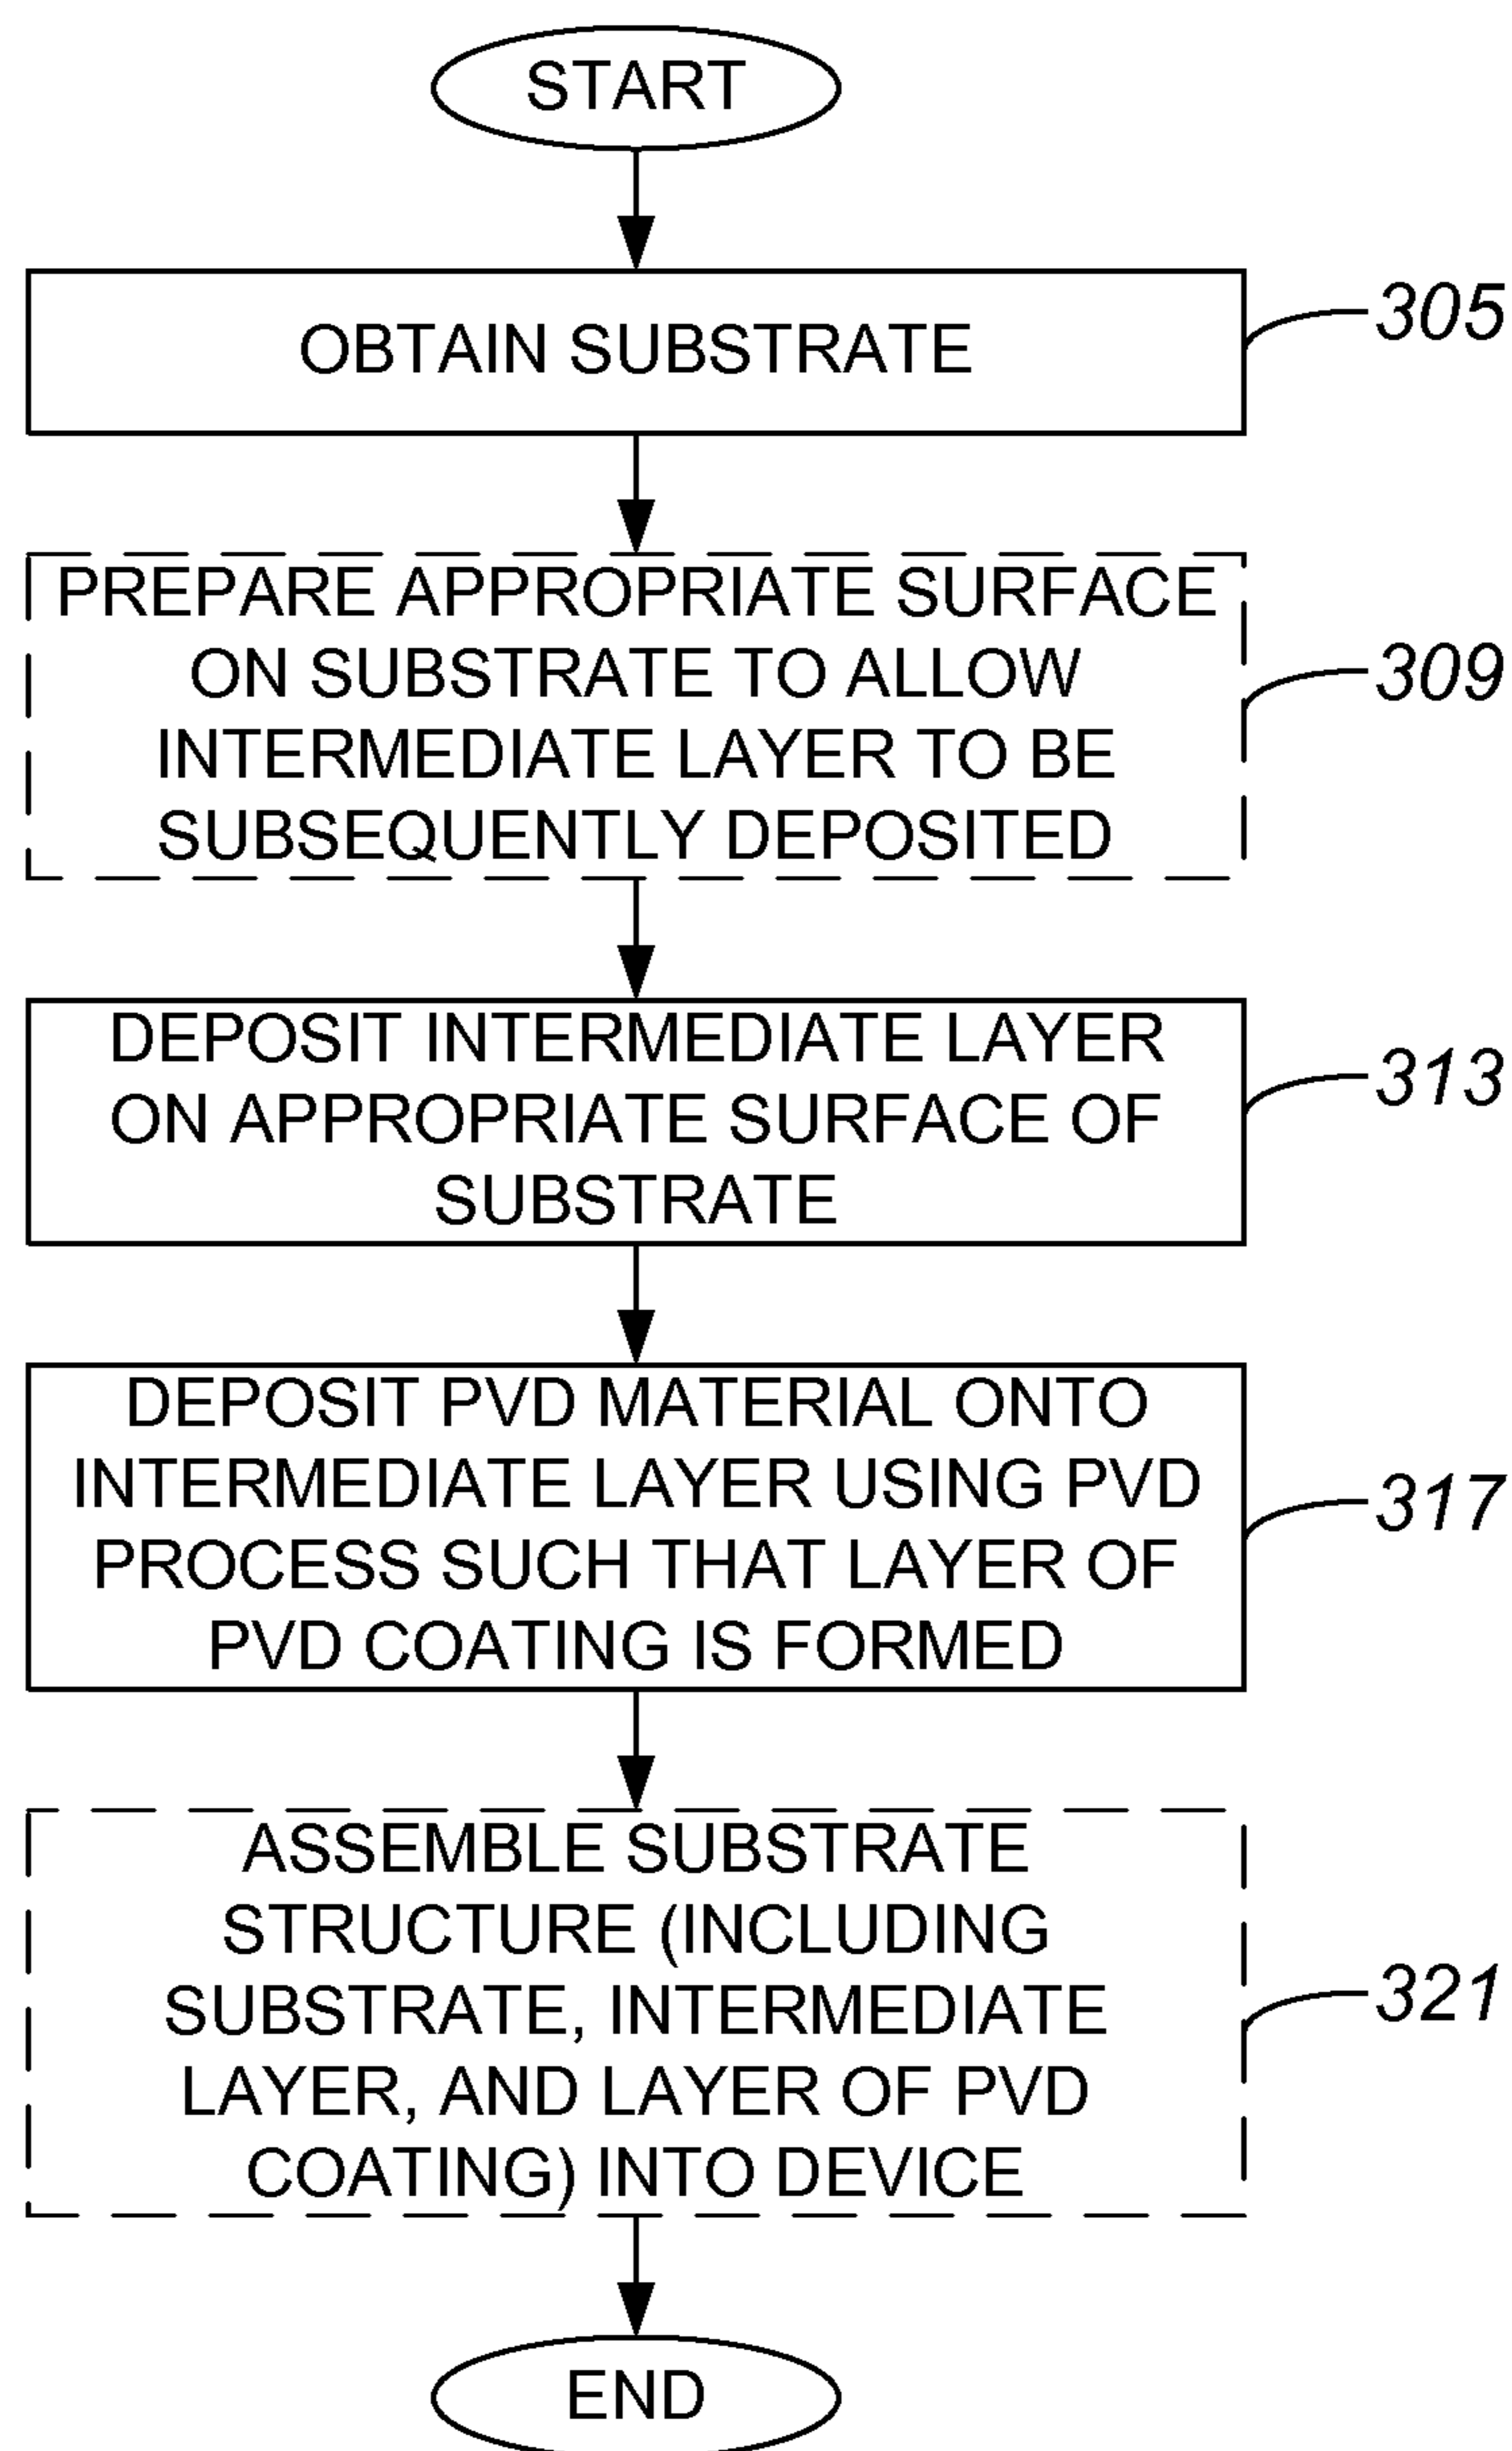 START
OBTAIN SUBSTRATE
305
PREPARE APPROPRIATE SURFACE
ON SUBSTRATE TO ALLOW
INTERMEDIATE LAYER TO BE
SUBSEQUENTLY DEPOSITED
309
DEPOSIT INTERMEDIATE LAYER
ON APPROPRIATE SURFACE OF
SUBSTRATE
313
DEPOSIT PVD MATERIAL ONTO
INTERMEDIATE LAYER USING PVD
PROCESS SUCH THAT LAYER OF
PVD COATING IS FORMED
317
ASSEMBLE SUBSTRATE
STRUCTURE (INCLUDING
SUBSTRATE, INTERMEDIATE
LAYER, AND LAYER OF PVD
COATING) INTO DEVICE
321
END